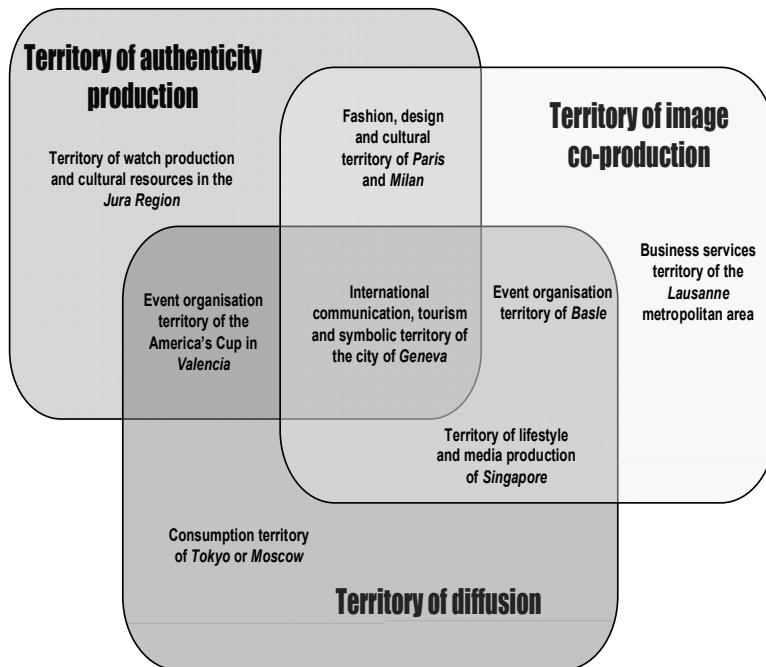 Territory of authenticity
production
Territory of image
co-production
Fashion, design
and cultural
territory of Paris
and Milan
Territory of watch production
and cultural resources in the
Jura Region
Business services
territory of the
Lausanne
metropolitan area
Event organisation
territory of the
America's Cup in
Valencia
International
communication, tourism
and symbolic territory of
the city of Geneva
Event organisation
territory of Basle
Territory of lifestyle
and media production
of Singapore
Consumption territory
of Tokyo or Moscow
Territory of diffusion